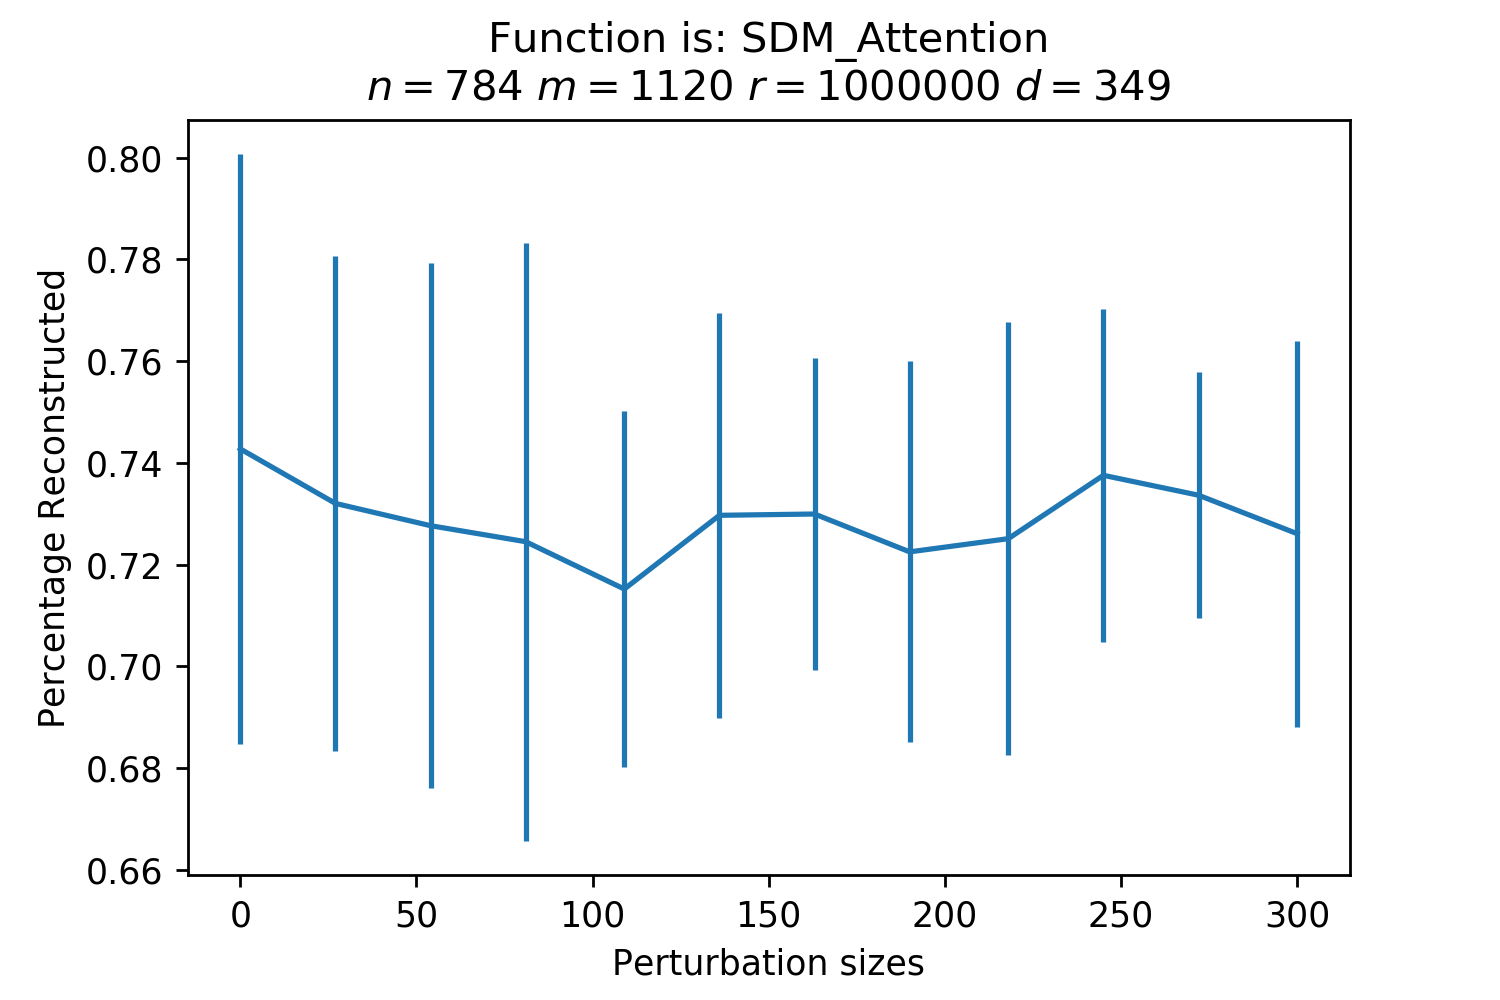 Function is: SDM_Attention
n = 784 m = 1120 r = 1000000 d = 349
0.80
0.78
0.76
0.74
0.72
0.70
0.68
0.66
Percentage Reconstructed
0 50 100 150 200 250 300
Perturbation sizes